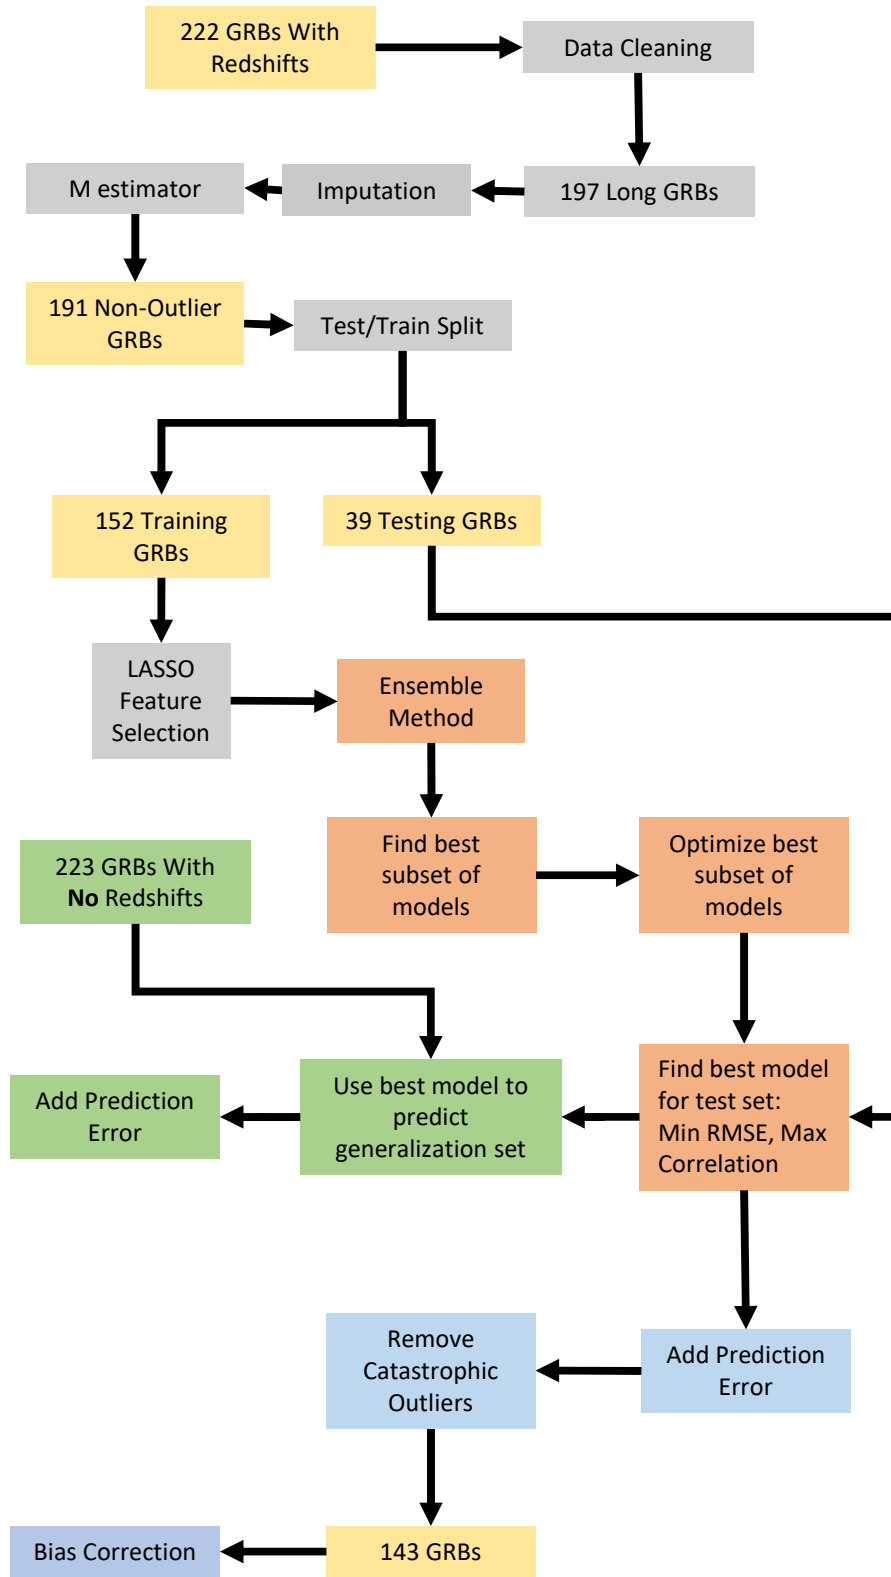 222 GRBs With
Redshifts
Data Cleaning
M estimator
Imputation
197 Long GRBs
191 Non-Outlier
GRBs
Test/Train Split
152 Training
GRBs
39 Testing GRBs
LASSO
Feature
Selection
Ensemble
Method
223 GRBs With
No Redshifts
Find best
subset of
models
Optimize best
subset of
models
Add Prediction
Error
Use best model to
predict
generalization set
Find best model
for test set:
Min RMSE, Max
Correlation
Remove
Catastrophic
Outliers
Add Prediction
Error
Bias Correction
143 GRBs